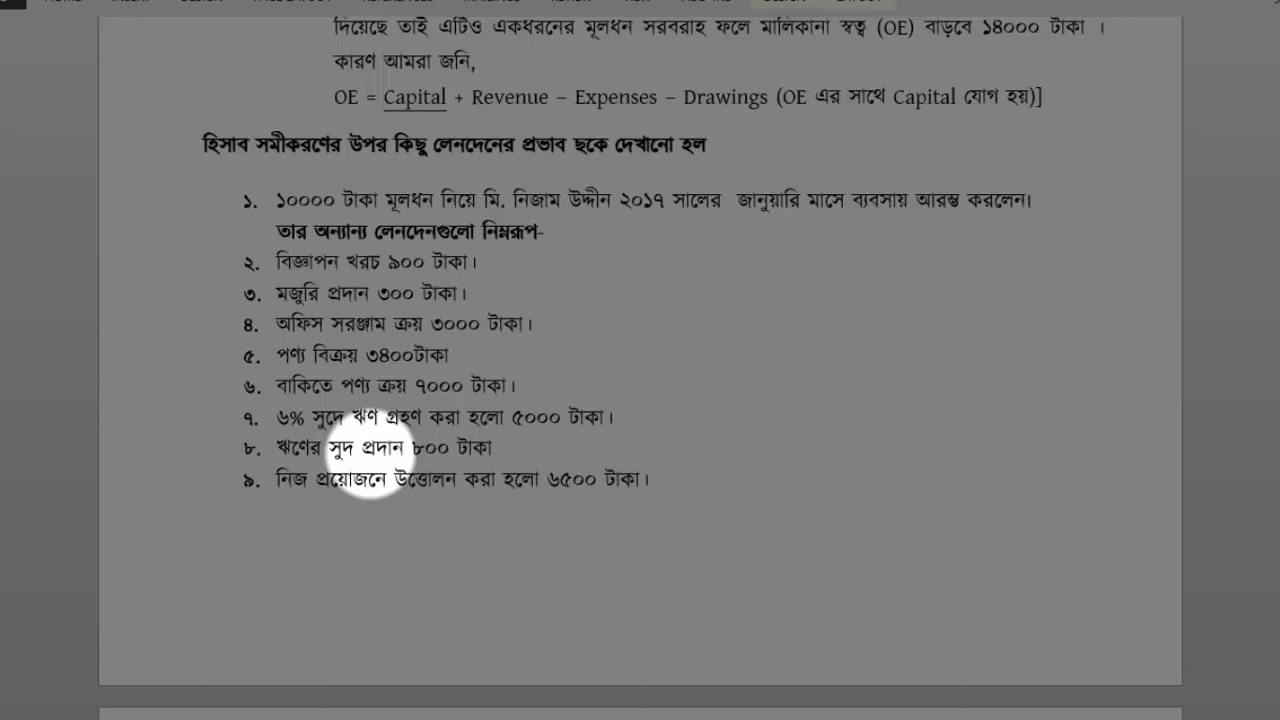 দিয়েছে তাই এটিও একধরনের মূলধন সরবরাহ ফলে মালিকানা স্বত্ব (OE) বাড়বে ১৪০০০ টাকা ।
কারণ আমরা জনি,
OE = Capital + Revenue – Expenses – Drawings (OE এর সাথে Capital যোগ হয়)]
হিসাব সমীকরণের উপর কিছু লেনদেনের প্রভাব ছকে দেখানো হল
১. ১০০০০ টাকা মূলধন নিয়ে মি. নিজাম উদ্দীন ২০১৭ সালের জানুয়ারি মাসে ব্যবসায় আরম্ভ করলেন।
তার অন্যান্য লেনদেনগুলো নিম্নরূপ-
২. বিজ্ঞাপন খরচ ৯০০ টাকা।
৩. মজুরি প্রদান ৩০০ টাকা।
৪. অফিস সরঞ্জাম ক্রয় ৩০০০ টাকা।
৫. পণ্য বিক্রয় ৩৪০০টাকা
৬. বাকিতে পণ্য ক্রয় ৭০০০ টাকা।
৭. ৬% সুদে ঋণ গ্রহণ করা হলো ৫০০০ টাকা।
৮. ঋণের সুদ প্রদান ৮০০ টাকা
৯. নিজ প্রয়োজনে উত্তোলন করা হলো ৬৫০০ টাকা।